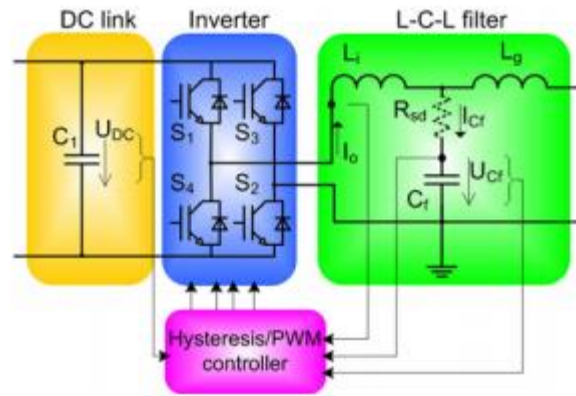 DC link
Inverter
L-C-L filter
Li
Lg
Rsd
ICf
C1
UDC
S1
S3
Io
S4
S2
Cf
UCf
Hysteresis/PWM
controller